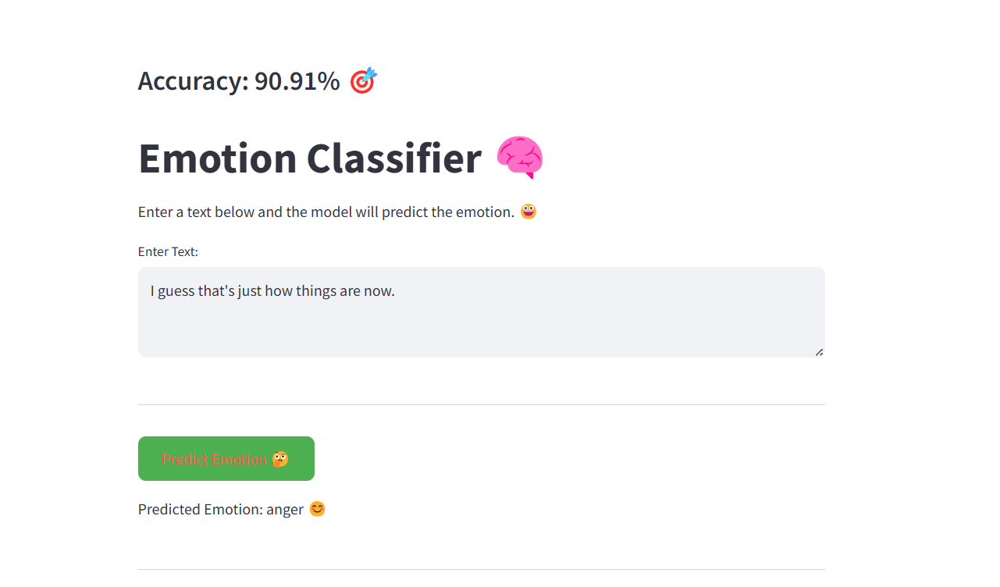 Accuracy: 90.91% 🎯
Emotion Classifier 🧠
Enter a text below and the model will predict the emotion. 😀
Enter Text:
I guess that's just how things are now.
Predict Emotion 🤔
Predicted Emotion: anger 😊